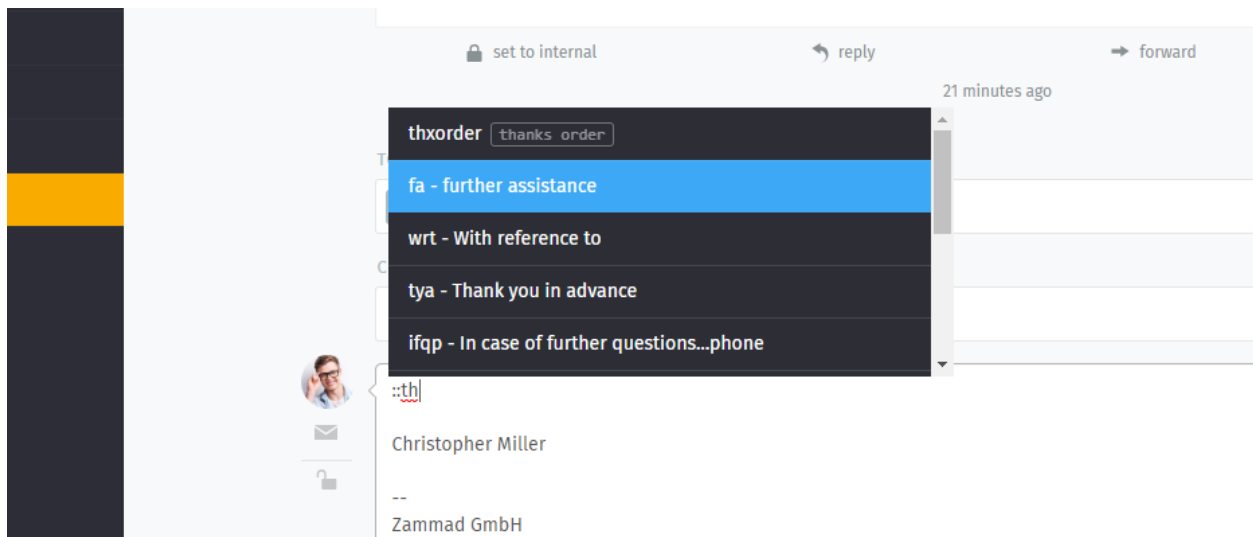 set to internal reply forward
21 minutes ago
thxorder thanks order
T
fa - further assistance
wrt - With reference to
C
tya - Thank you in advance
ifqp - In case of further questions...phone
::th
Christopher Miller
--
Zammad GmbH